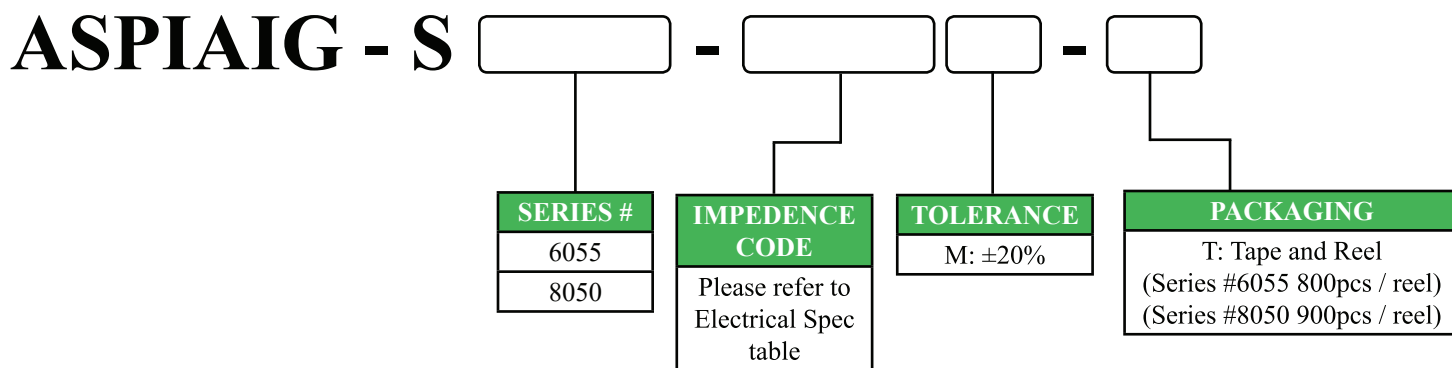 ASPIAIG - S - -
SERIES #
6055
8050
IMPEDENCE
CODE
Please refer to
Electrical Spec
table
TOLERANCE
M: ±20%
PACKAGING
T: Tape and Reel
(Series #6055 800pcs / reel)
(Series #8050 900pcs / reel)